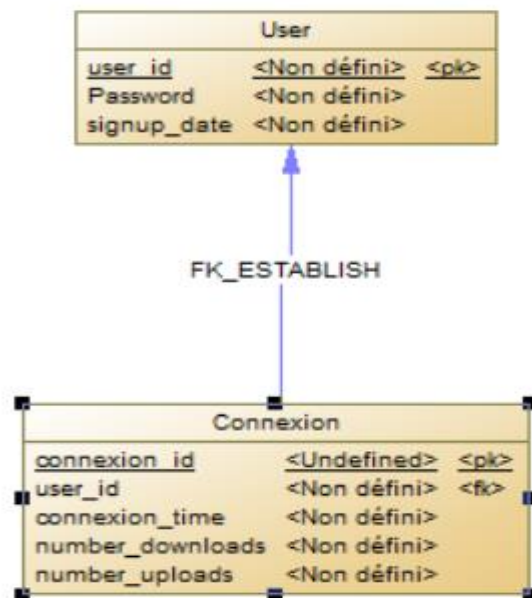 User
user_id <Non défini> <pk>
Password <Non défini>
signup_date <Non défini>
FK_ESTABLISH
Connexion
connexion_id <Undefined> <pk>
user_id <Non défini> <fk>
connexion_time <Non défini>
number_downloads <Non défini>
number_uploads <Non défini>